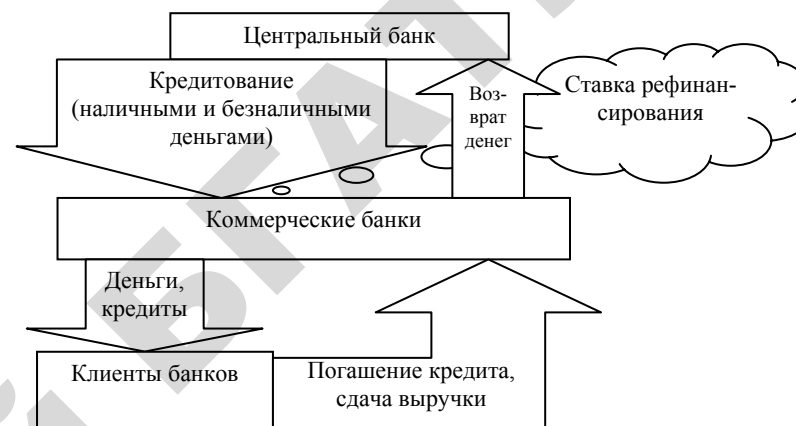 Центральный банк
Кредитование
(наличными и безналичными
деньгами)
Воз-
врат
денег
Ставка рефинан-
сирования
Коммерческие банки
Деньги,
кредиты
Клиенты банков
Погашение кредита,
сдача выручки
БГАТ